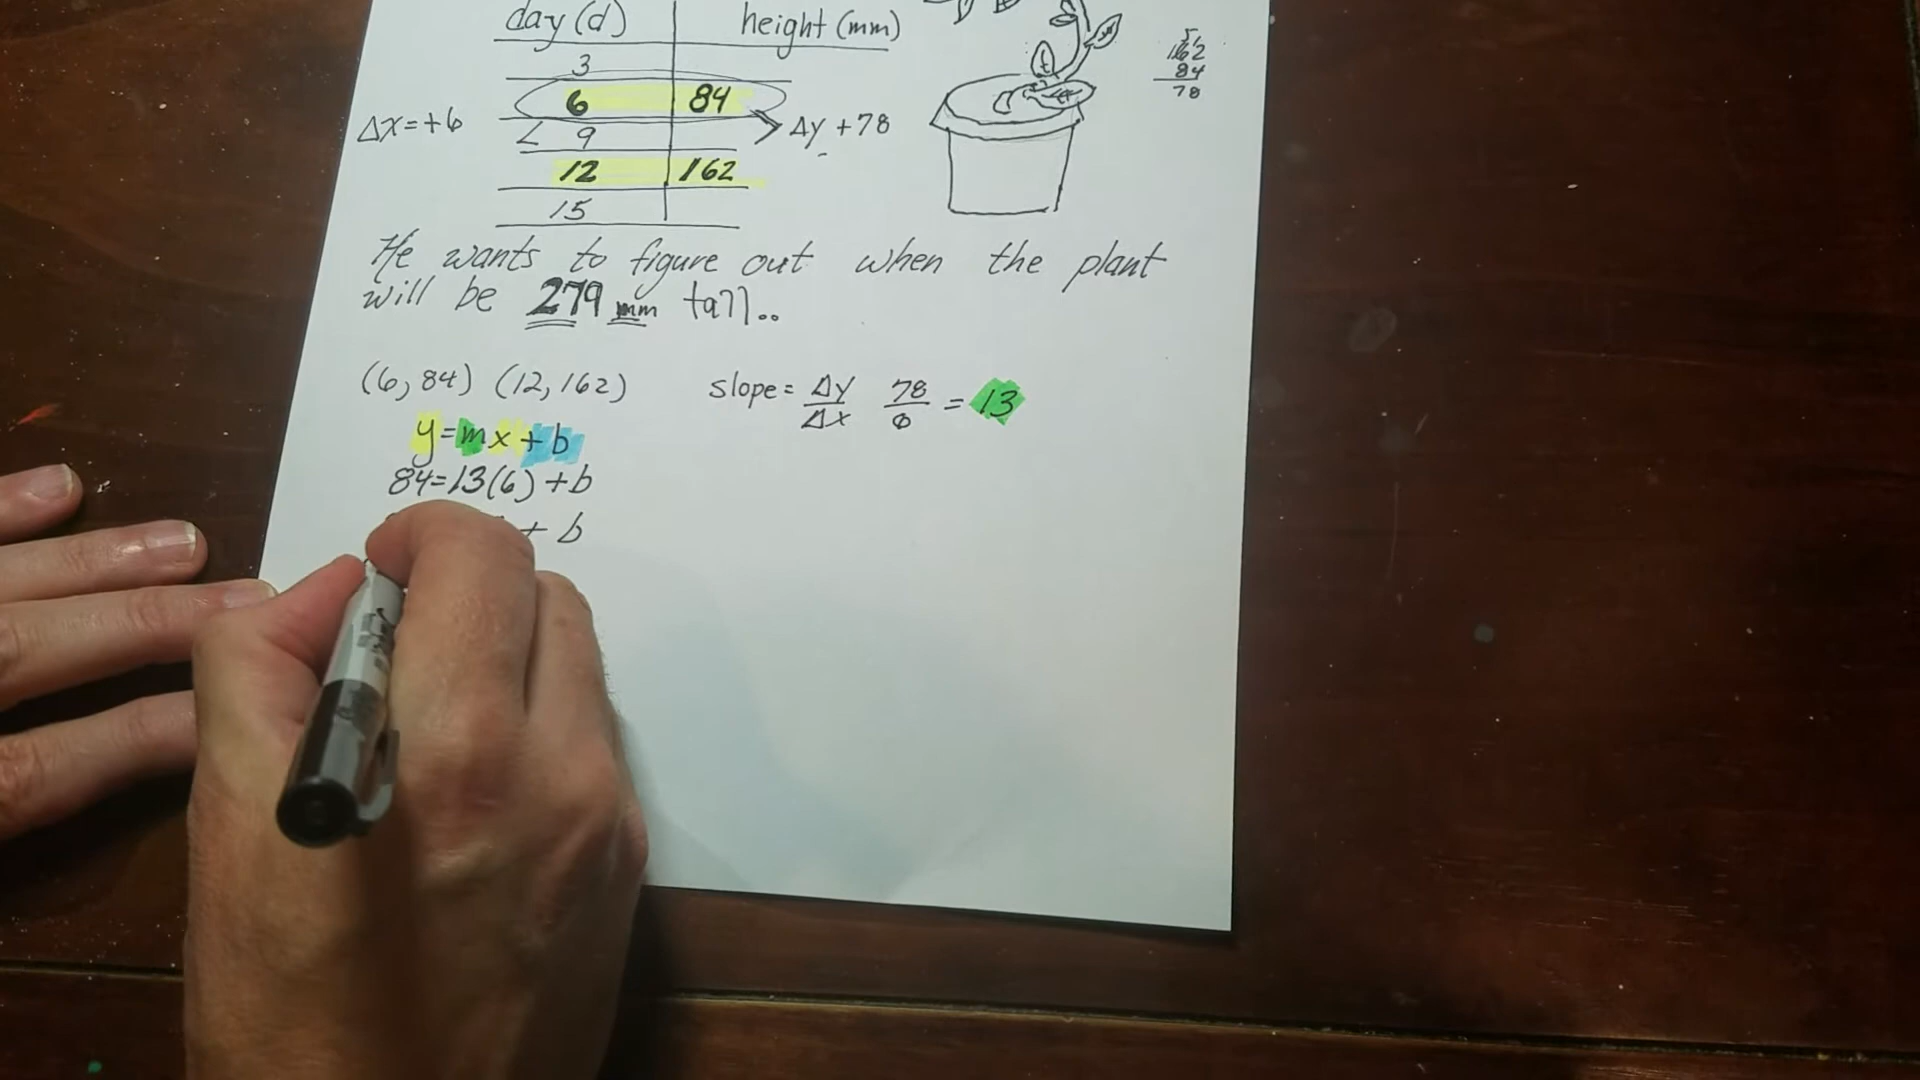 day (d) height (mm)
3
6 84
Δx=+6 9 Δy +78
12 162
15
162
84
78
He wants to figure out when the plant
will be 279 mm tall..
(6, 84) (12, 162) slope = Δy/Δx 78/6 = 13
y=mx+b
84=13(6)+b
+ b